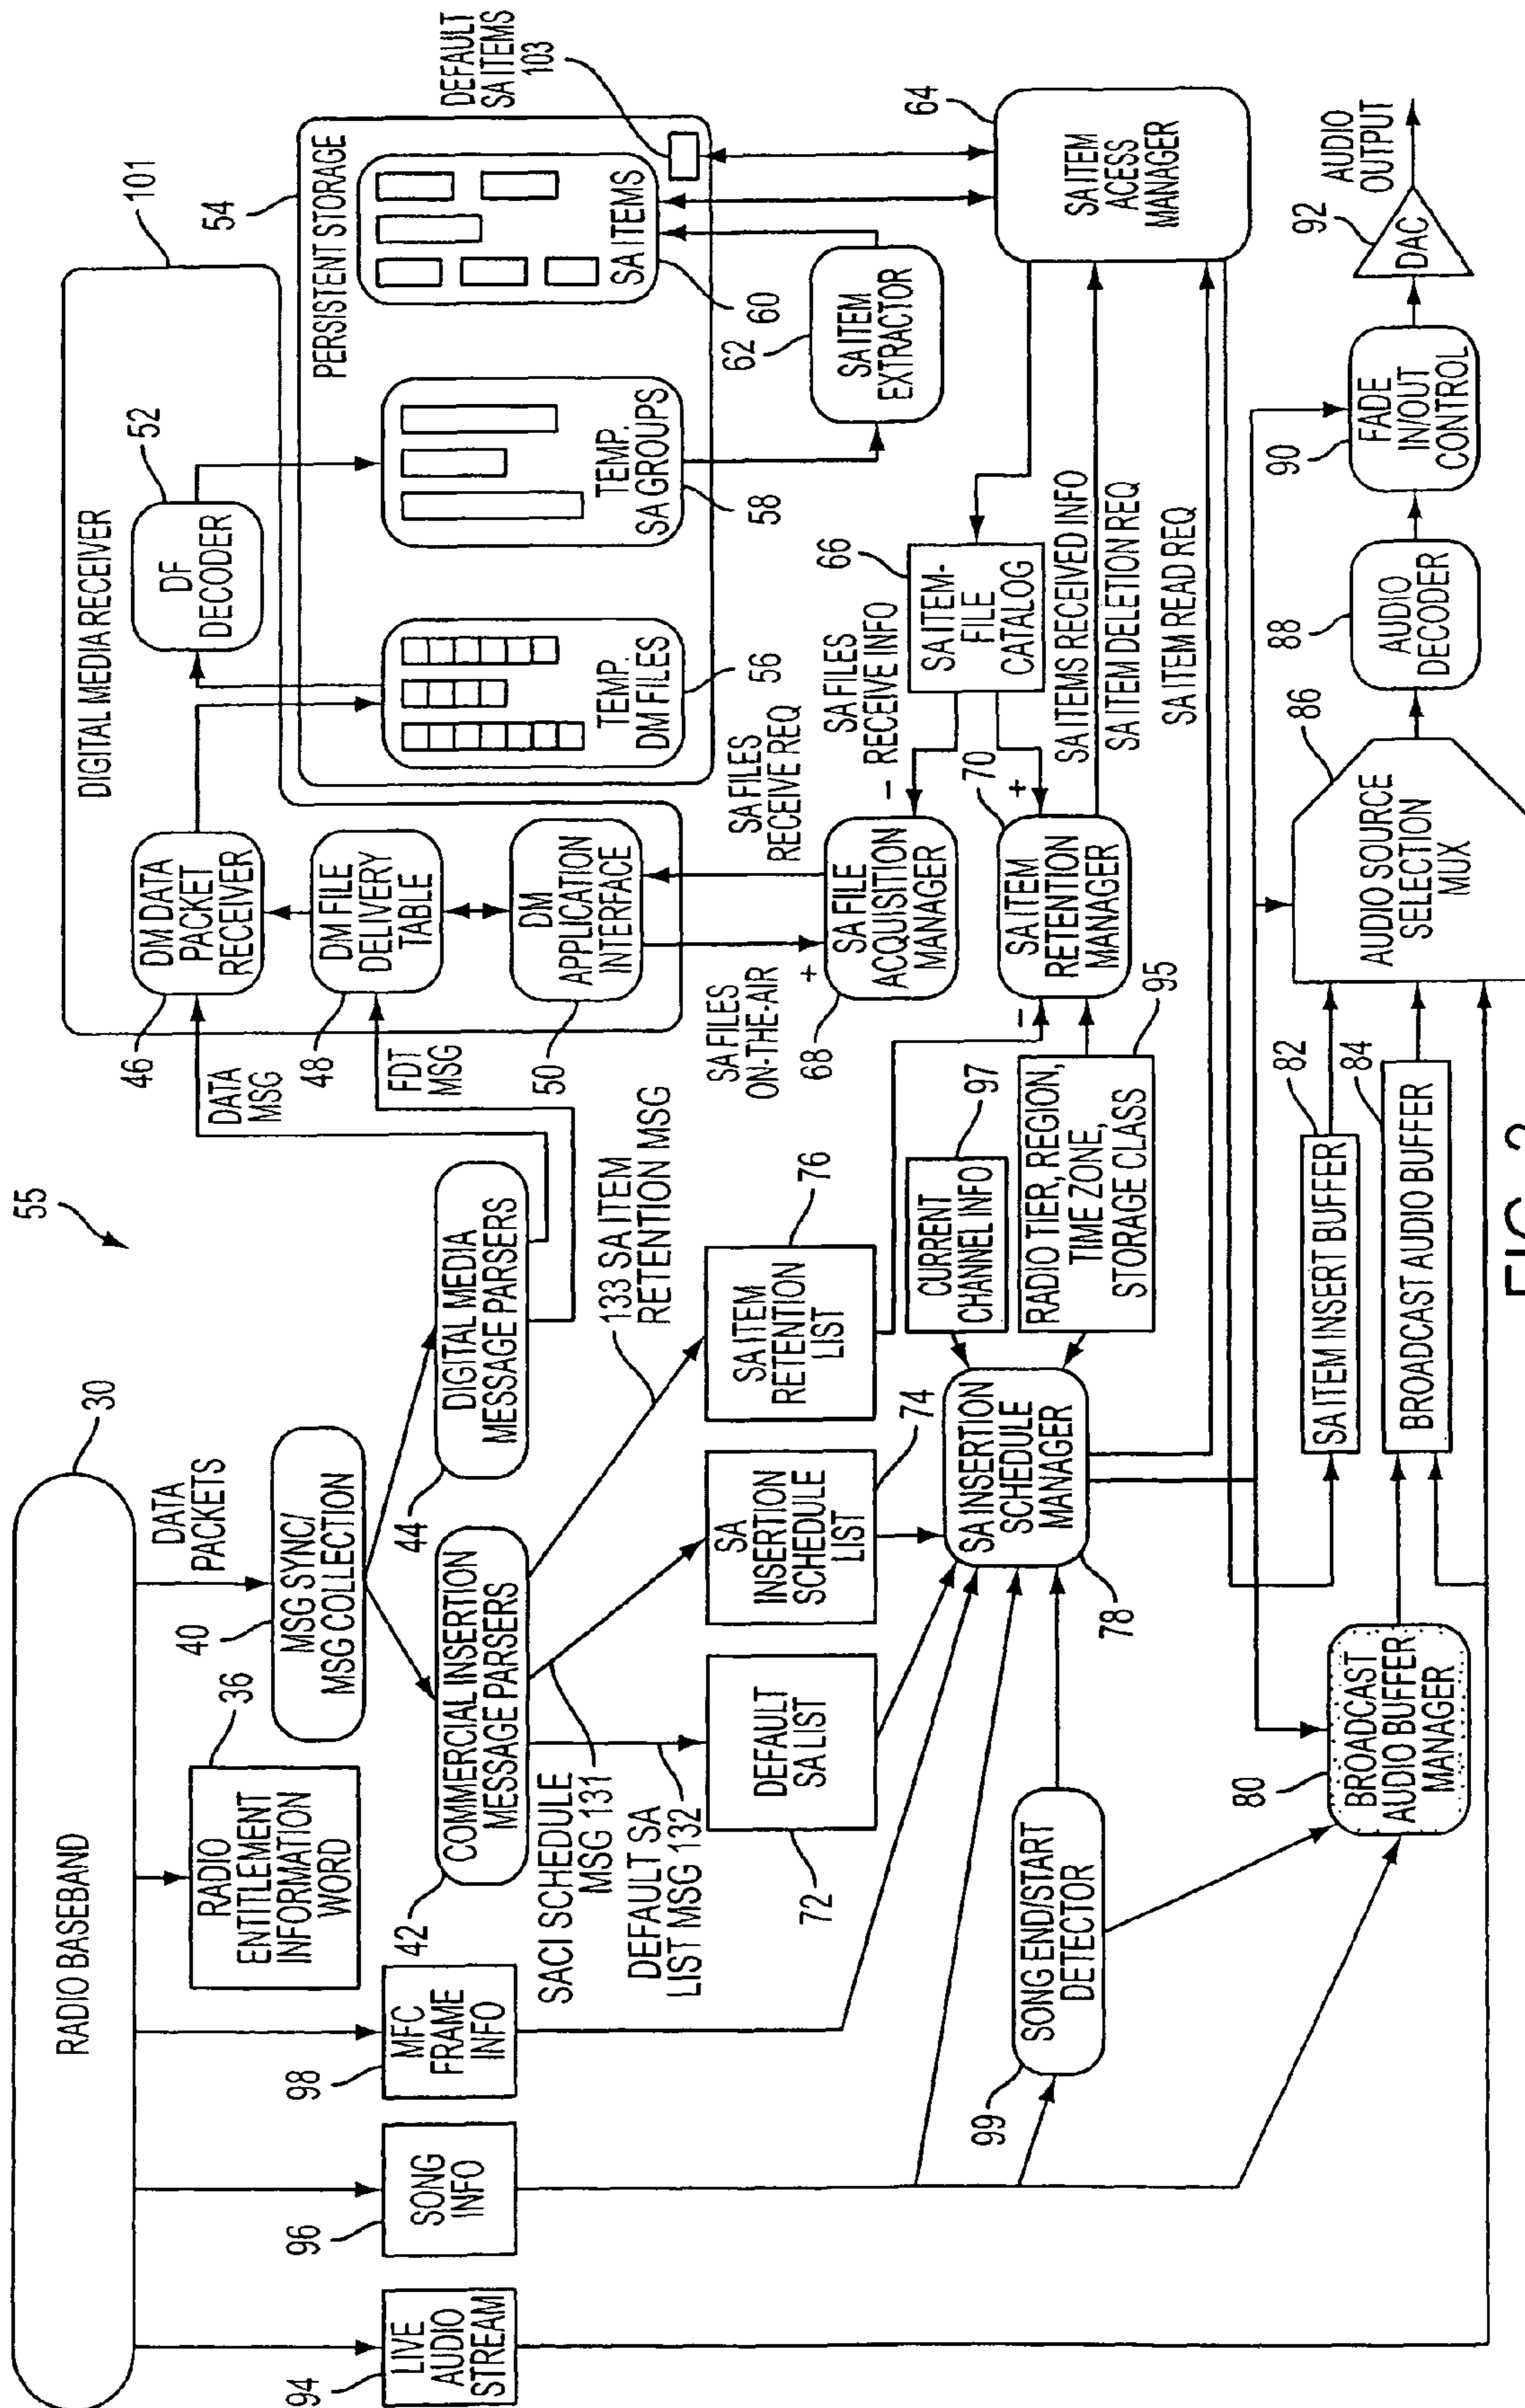 55
RADIO BASEBAND
30
DATA
PACKETS
40
MSG SYNC/
MSG COLLECTION
36
RADIO
ENTITLEMENT
INFORMATION
WORD
98
MFC
FRAME
INFO
96
SONG
INFO
94
LIVE
AUDIO
STREAM
44
DIGITAL MEDIA
MESSAGE PARSERS
42
COMMERCIAL INSERTION
MESSAGE PARSERS
SACI SCHEDULE
MSG 131
DEFAULT SA
LIST MSG 132
133 SA ITEM
RETENTION MSG
72
DEFAULT
SA LIST
SA
INSERTION
SCHEDULE
LIST
74
SA ITEM
RETENTION
LIST
76
DATA
MSG
FDT
MSG
DIGITAL MEDIA RECEIVER
101
46
DM DATA
PACKET
RECEIVER
48
DM FILE
DELIVERY
TABLE
50
DM
APPLICATION
INTERFACE
52
DF
DECODER
54
PERSISTENT STORAGE
TEMP.
DM FILES
56
TEMP.
SA GROUPS
58
SA ITEMS
60
DEFAULT
SA ITEMS
103
62
SA ITEM
EXTRACTOR
64
SA ITEM
ACESS
MANAGER
SA FILES
ON-THE-AIR
+
SA FILES
RECEIVE REQ
SA FILES
RECEIVE INFO
-
66
SA ITEM-
FILE
CATALOG
68
SA FILE
ACQUISITION
MANAGER
70
+
-
SA ITEM
RETENTION
MANAGER
SA ITEMS RECEIVED INFO
SA ITEM DELETION REQ
SA ITEM READ REQ
97
CURRENT
CHANNEL INFO
95
RADIO TIER, REGION,
TIME ZONE,
STORAGE CLASS
SA INSERTION
SCHEDULE
MANAGER
78
99
SONG END/START
DETECTOR
80
BROADCAST
AUDIO BUFFER
MANAGER
SA ITEM INSERT BUFFER
82
BROADCAST AUDIO BUFFER
84
86
AUDIO SOURCE
SELECTION
MUX
88
AUDIO
DECODER
90
FADE
IN/OUT
CONTROL
92
DAC
AUDIO
OUTPUT